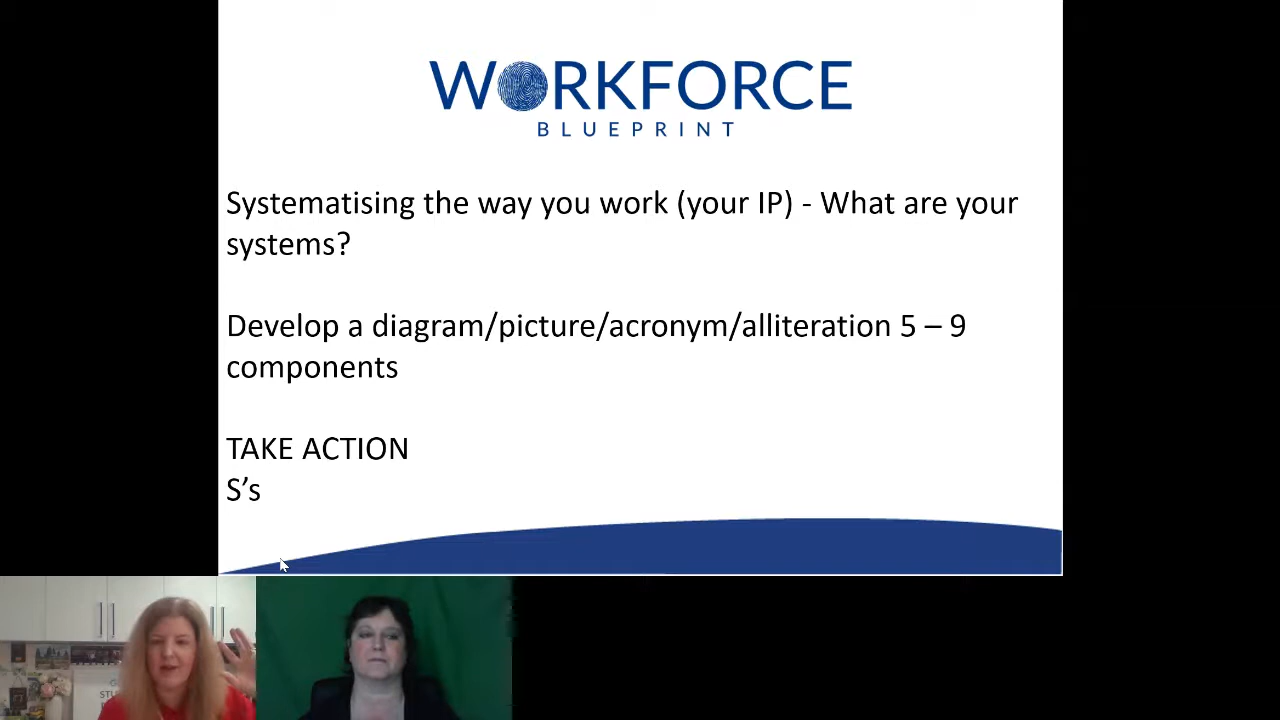 WORKFORCE
BLUEPRINT
Systematising the way you work (your IP) - What are your
systems?
Develop a diagram/picture/acronym/alliteration 5 – 9
components
TAKE ACTION
S’s